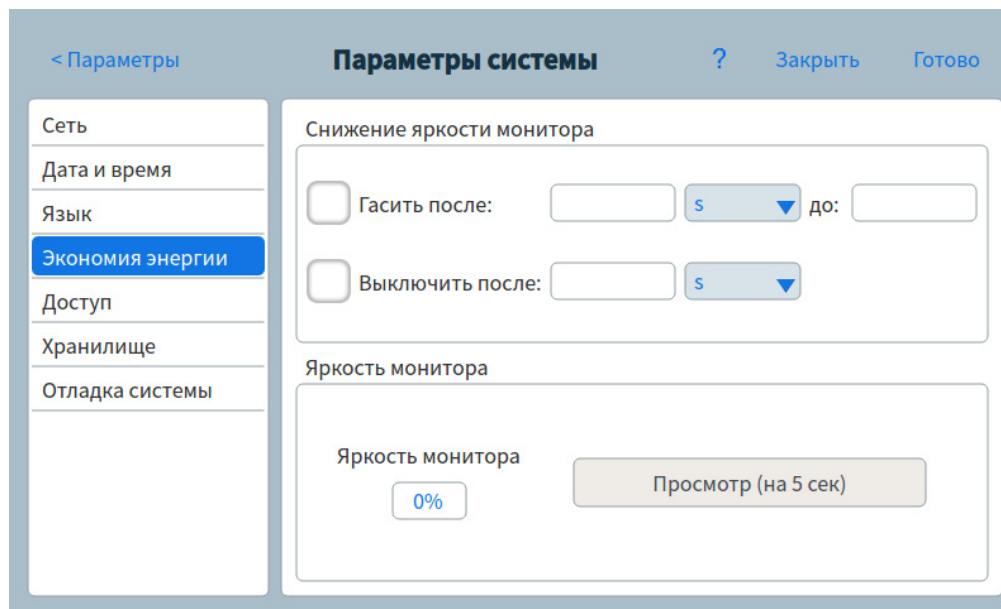 < Параметры Параметры системы ? Закрыть Готово
Сеть
Дата и время
Язык
Экономия энергии
Доступ
Хранилище
Отладка системы
Снижение яркости монитора
Гасить после: s до:
Выключить после: s
Яркость монитора
Яркость монитора
0%
Просмотр (на 5 сек)